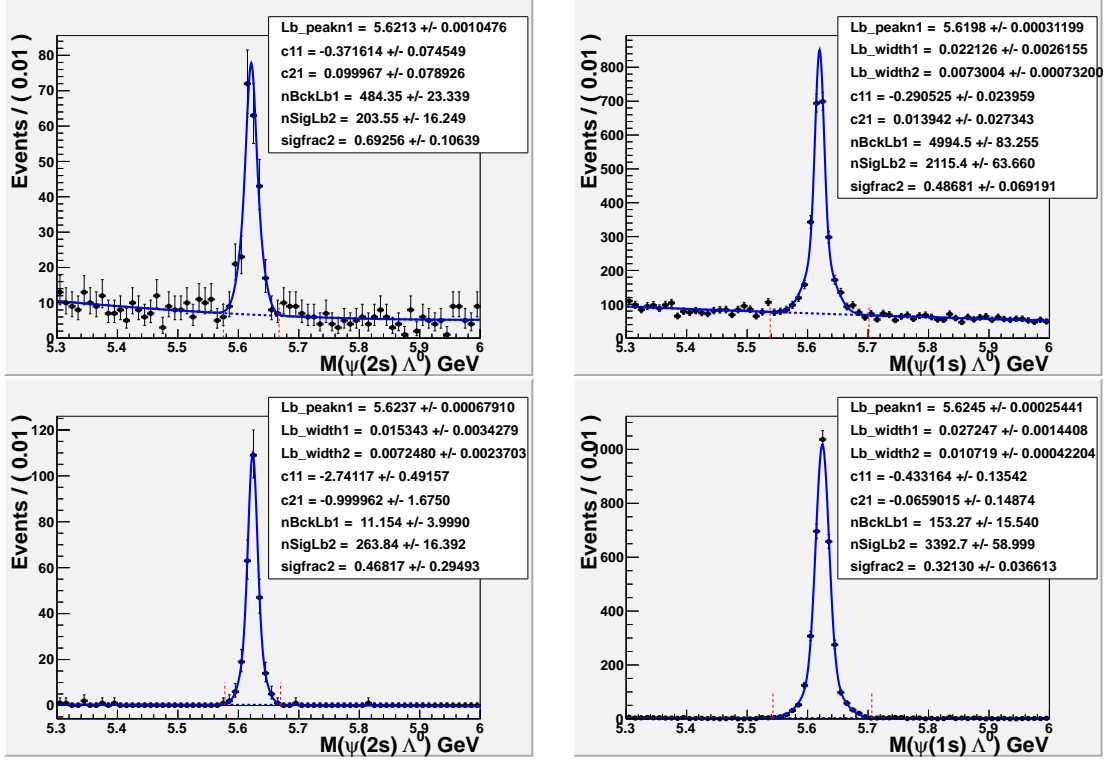 Events / ( 0.01 )
80
70
60
50
40
30
20
10
0
5.3 5.4 5.5 5.6 5.7 5.8 5.9 6
M(ψ(2s) Λ⁰) GeV
Lb_peakn1 = 5.6213 +/- 0.0010476
c11 = -0.371614 +/- 0.074549
c21 = 0.099967 +/- 0.078926
nBckLb1 = 484.35 +/- 23.339
nSigLb2 = 203.55 +/- 16.249
sigfrac2 = 0.69256 +/- 0.10639
Events / ( 0.01 )
800
700
600
500
400
300
200
100
0
5.3 5.4 5.5 5.6 5.7 5.8 5.9 6
M(ψ(1s) Λ⁰) GeV
Lb_peakn1 = 5.6198 +/- 0.00031199
Lb_width1 = 0.022126 +/- 0.0026155
Lb_width2 = 0.0073004 +/- 0.00073200
c11 = -0.290525 +/- 0.023959
c21 = 0.013942 +/- 0.027343
nBckLb1 = 4994.5 +/- 83.255
nSigLb2 = 2115.4 +/- 63.660
sigfrac2 = 0.48681 +/- 0.069191
Events / ( 0.01 )
120
100
80
60
40
20
0
5.3 5.4 5.5 5.6 5.7 5.8 5.9 6
M(ψ(2s) Λ⁰) GeV
Lb_peakn1 = 5.6237 +/- 0.00067910
Lb_width1 = 0.015343 +/- 0.0034279
Lb_width2 = 0.0072480 +/- 0.0023703
c11 = -2.74117 +/- 0.49157
c21 = -0.999962 +/- 1.6750
nBckLb1 = 11.154 +/- 3.9990
nSigLb2 = 263.84 +/- 16.392
sigfrac2 = 0.46817 +/- 0.29493
Events / ( 0.01 )
1000
800
600
400
200
0
5.3 5.4 5.5 5.6 5.7 5.8 5.9 6
M(ψ(1s) Λ⁰) GeV
Lb_peakn1 = 5.6245 +/- 0.00025441
Lb_width1 = 0.027247 +/- 0.0014408
Lb_width2 = 0.010719 +/- 0.00042204
c11 = -0.433164 +/- 0.13542
c21 = -0.0659015 +/- 0.14874
nBckLb1 = 153.27 +/- 15.540
nSigLb2 = 3392.7 +/- 58.999
sigfrac2 = 0.32130 +/- 0.036613